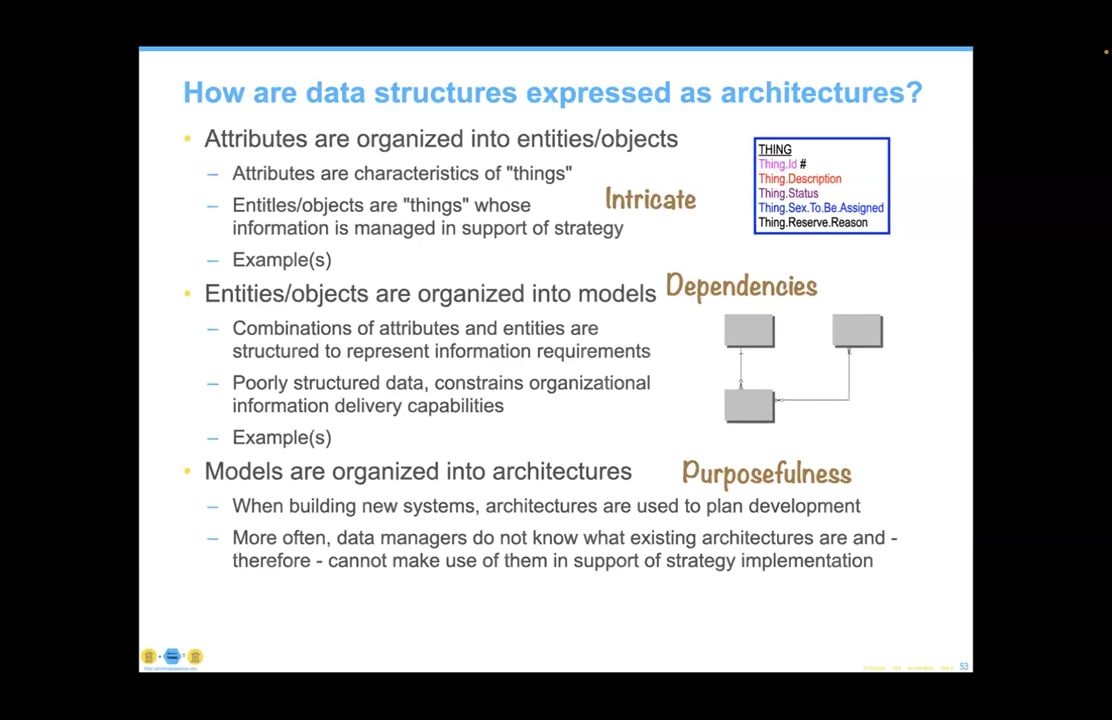 How are data structures expressed as architectures?
• Attributes are organized into entities/objects
– Attributes are characteristics of "things"
– Entitles/objects are "things" whose
information is managed in support of strategy
– Example(s)
Intricate
THING
Thing.Id #
Thing.Description
Thing.Status
Thing.Sex.To.Be.Assigned
Thing.Reserve.Reason
• Entities/objects are organized into models
Dependencies
– Combinations of attributes and entities are
structured to represent information requirements
– Poorly structured data, constrains organizational
information delivery capabilities
– Example(s)
• Models are organized into architectures
Purposefulness
– When building new systems, architectures are used to plan development
– More often, data managers do not know what existing architectures are and -
therefore - cannot make use of them in support of strategy implementation
53